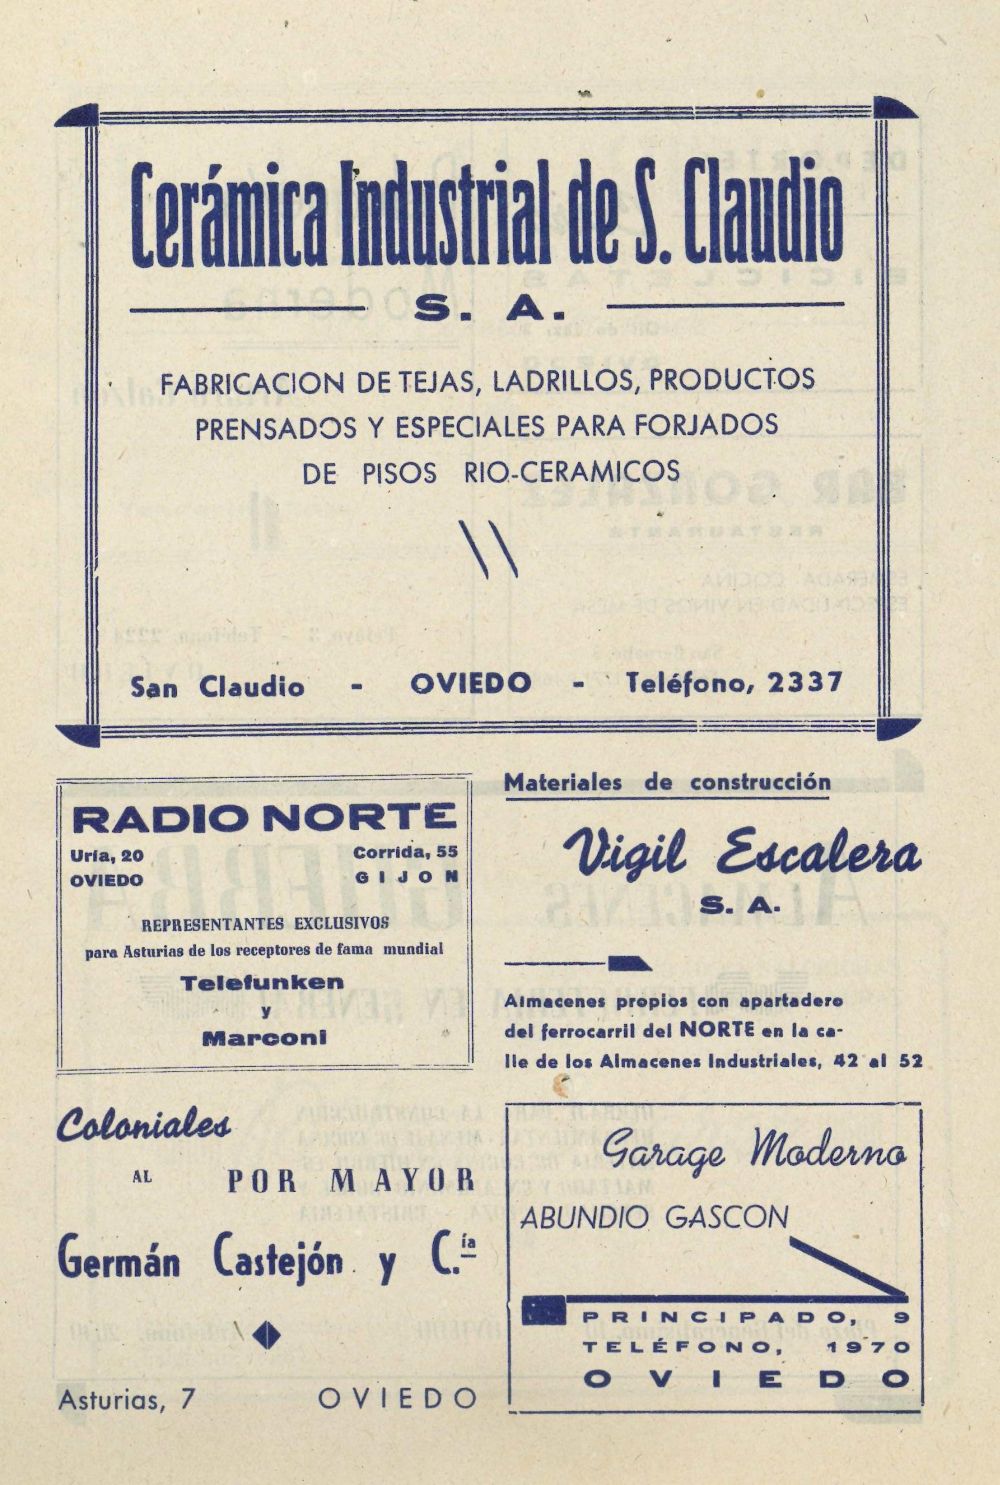 Cerámica Industrial de S. Claudio
S. A.
FABRICACION DE TEJAS, LADRILLOS, PRODUCTOS
PRENSADOS Y ESPECIALES PARA FORJADOS
DE PISOS RIO-CERAMICOS
San Claudio - OVIEDO - Teléfono, 2337
RADIO NORTE
Uría, 20 Corrida, 55
OVIEDO GIJON
REPRESENTANTES EXCLUSIVOS
para Asturias de los receptores de fama mundial
Telefunken
y
Marconi
Materiales de construcción
Vigil Escalera
S. A.
Almacenes propios con apartadero
del ferrocarril del NORTE en la ca-
lle de los Almacenes Industriales, 42 al 52
Coloniales
AL POR MAYOR
Germán Castejón y C.ía
Asturias, 7 OVIEDO
Garage Moderno
ABUNDIO GASCON
PRINCIPADO, 9
TELÉFONO, 1970
OVIEDO